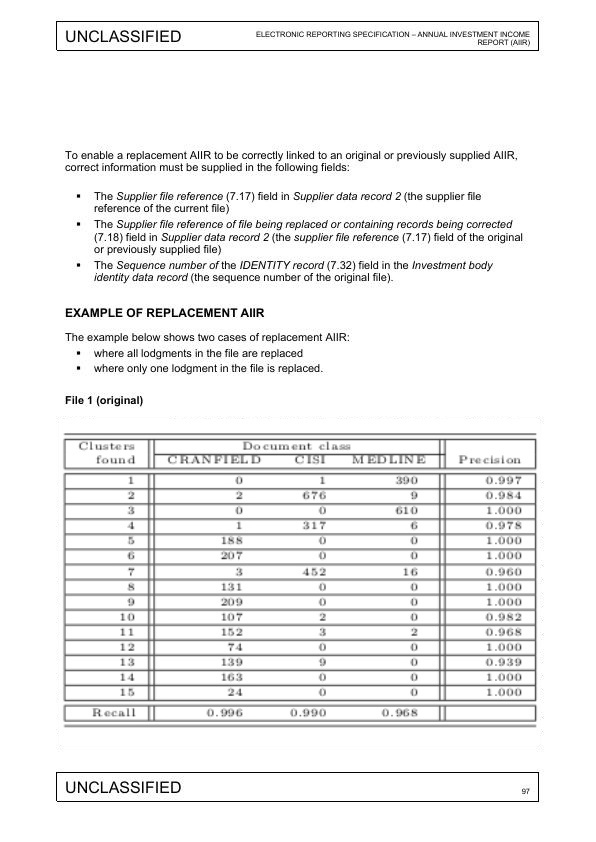 UNCLASSIFIED
ELECTRONIC REPORTING SPECIFICATION – ANNUAL INVESTMENT INCOME
REPORT (AIIR)
To enable a replacement AIIR to be correctly linked to an original or previously supplied AIIR,
correct information must be supplied in the following fields:
▪ The Supplier file reference (7.17) field in Supplier data record 2 (the supplier file
reference of the current file)
▪ The Supplier file reference of file being replaced or containing records being corrected
(7.18) field in Supplier data record 2 (the supplier file reference (7.17) field of the original
or previously supplied file)
▪ The Sequence number of the IDENTITY record (7.32) field in the Investment body
identity data record (the sequence number of the original file).
EXAMPLE OF REPLACEMENT AIIR
The example below shows two cases of replacement AIIR:
▪ where all lodgments in the file are replaced
▪ where only one lodgment in the file is replaced.
File 1 (original)
Clusters Document class
found CRANFIELD CISI MEDLINE Precision
1 0 1 390 0.997
2 2 676 9 0.984
3 0 0 610 1.000
4 1 317 6 0.978
5 188 0 0 1.000
6 207 0 0 1.000
7 3 452 16 0.960
8 131 0 0 1.000
9 209 0 0 1.000
10 107 2 0 0.982
11 152 3 2 0.968
12 74 0 0 1.000
13 139 9 0 0.939
14 163 0 0 1.000
15 24 0 0 1.000
Recall 0.996 0.990 0.968
UNCLASSIFIED
97